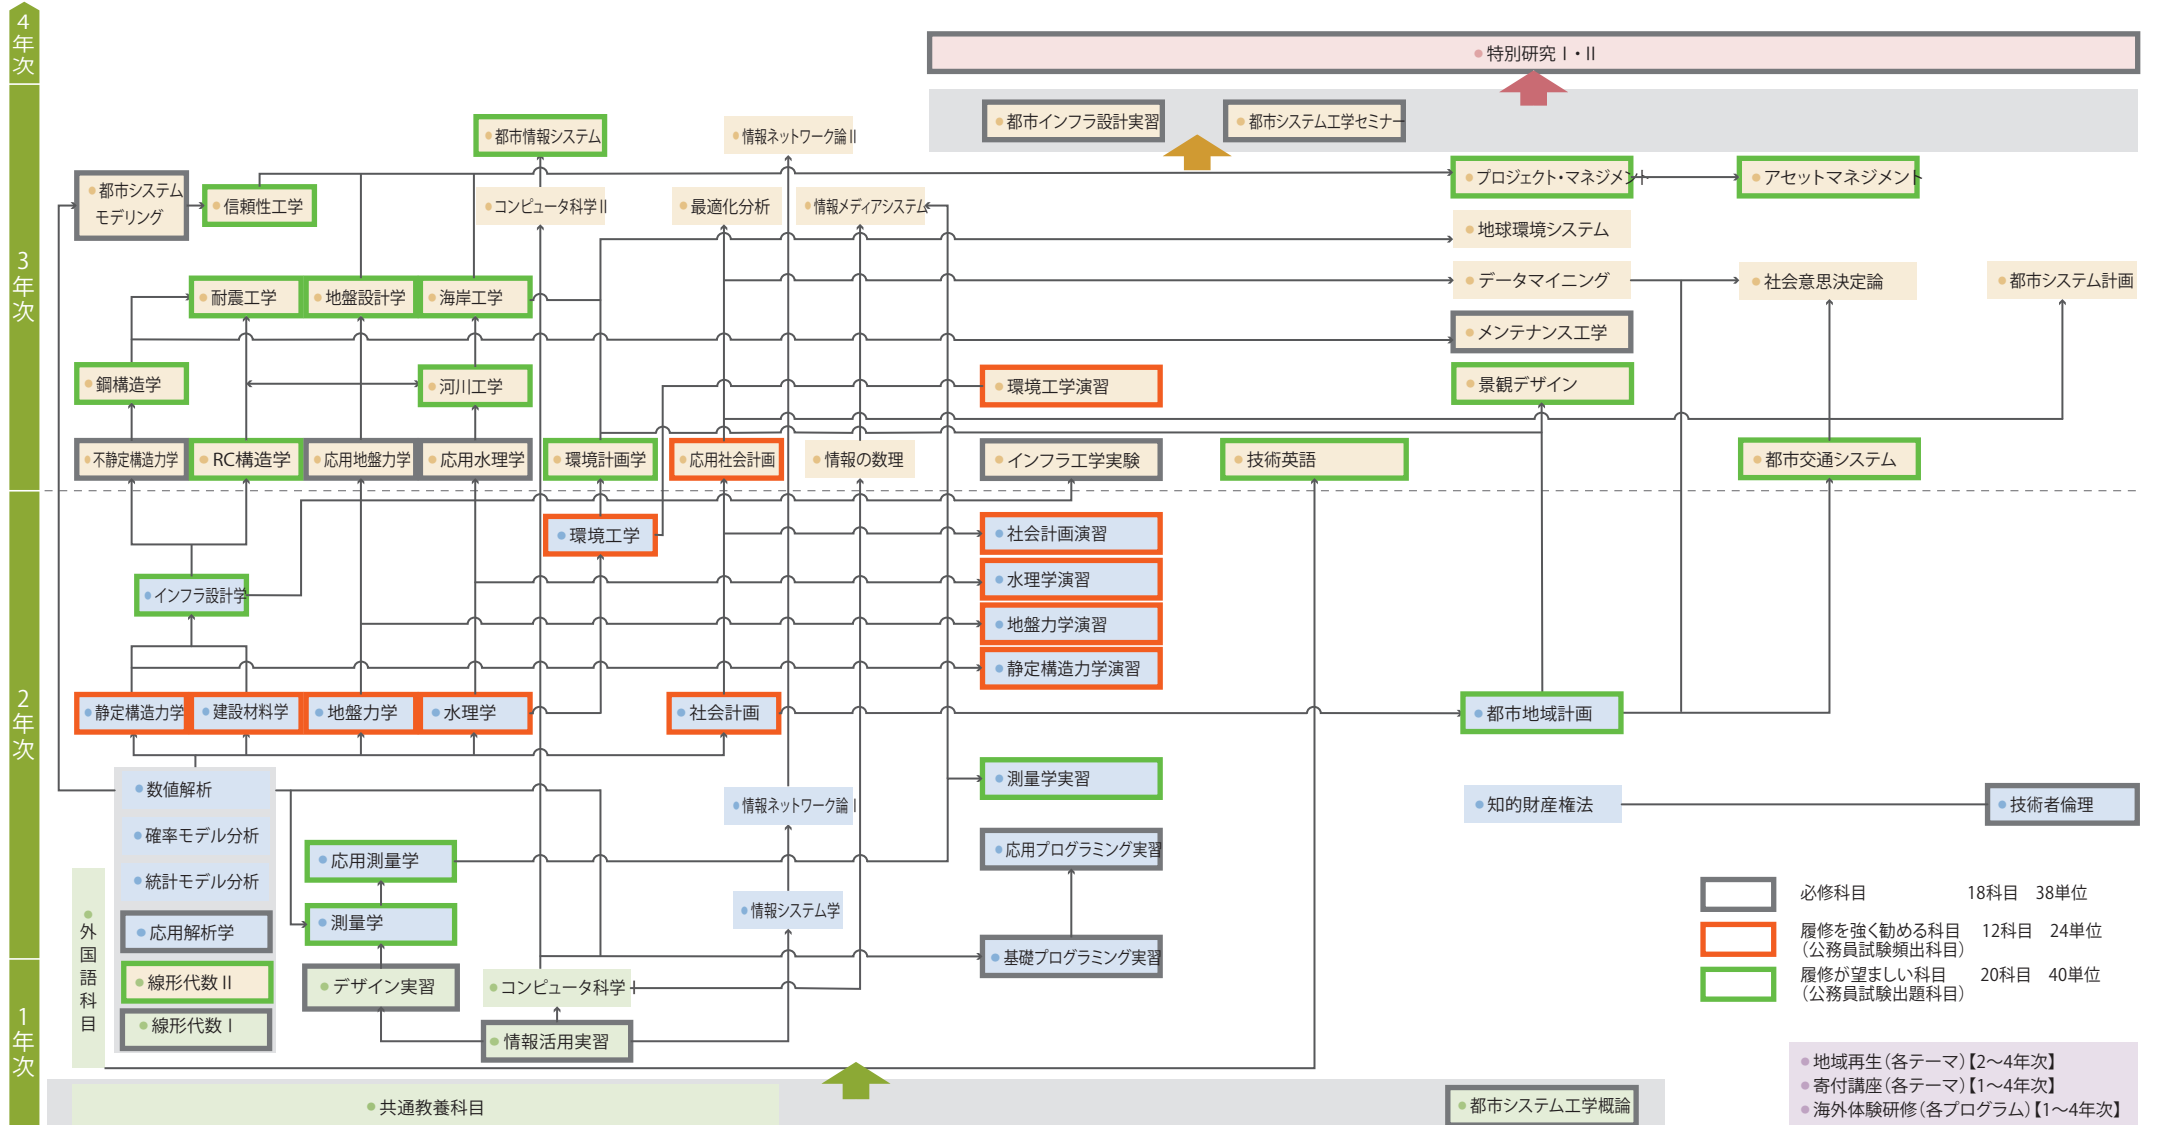 4年次
特別研究 I・II
都市インフラ設計実習
都市システム工学セミナー
3年次
都市情報システム
情報ネットワーク論 II
都市システム
モデリング
信頼性工学
コンピュータ科学 II
最適化分析
情報メディアシステム
プロジェクト・マネジメント
アセットマネジメント
地球環境システム
耐震工学
地盤設計学
海岸工学
データマイニング
社会意思決定論
都市システム計画
メンテナンス工学
鋼構造学
河川工学
環境工学演習
景観デザイン
不静定構造力学
RC構造学
応用地盤力学
応用水理学
環境計画学
応用社会計画
情報の数理
インフラ工学実験
技術英語
都市交通システム
2年次
環境工学
社会計画演習
インフラ設計学
水理学演習
地盤力学演習
静定構造力学演習
静定構造力学
建設材料学
地盤力学
水理学
社会計画
都市地域計画
数値解析
確率モデル分析
統計モデル分析
応用解析学
線形代数 II
線形代数 I
測量学実習
情報ネットワーク論 I
知的財産権法
技術者倫理
応用測量学
応用プログラミング実習
測量学
情報システム学
基礎プログラミング実習
外国語科目
1年次
デザイン実習
コンピュータ科学
情報活用実習
共通教養科目
都市システム工学概論
必修科目 18科目 38単位
履修を強く勧める科目 12科目 24単位
（公務員試験頻出科目）
履修が望ましい科目 20科目 40単位
（公務員試験出題科目）
地域再生（各テーマ）【2～4年次】
寄付講座（各テーマ）【1～4年次】
海外体験研修（各プログラム）【1～4年次】